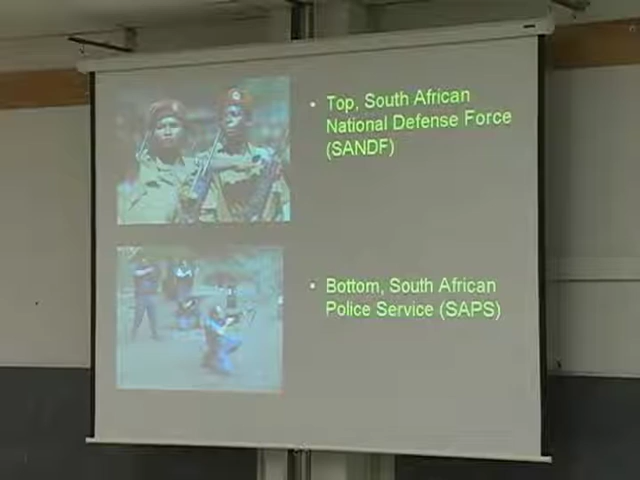 • Top, South African
National Defense Force
(SANDF)
• Bottom, South African
Police Service (SAPS)